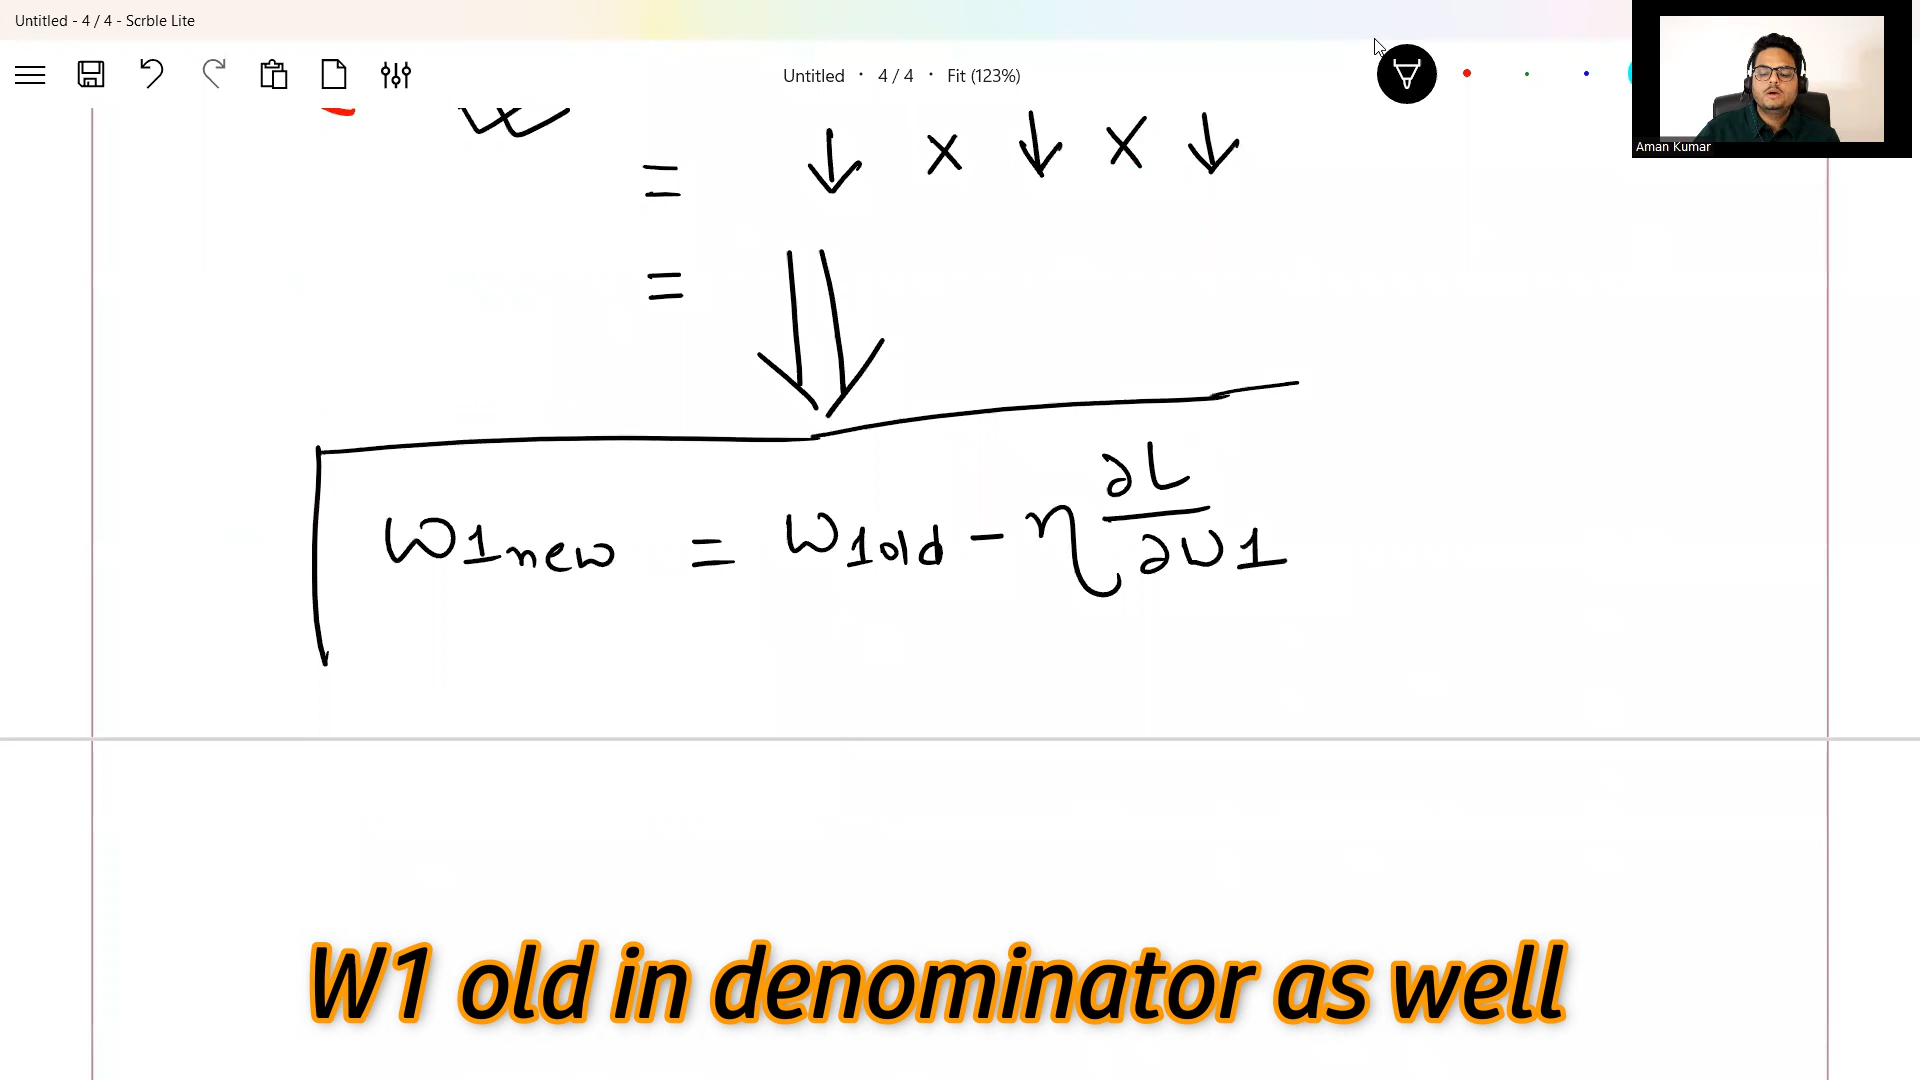 Untitled - 4 / 4 - Scrble Lite
Untitled • 4 / 4 • Fit (123%)
Aman Kumar
= ↓ × ↓ × ↓
= ⇓
W1new = W1old - η ∂L/∂W1
W1 old in denominator as well